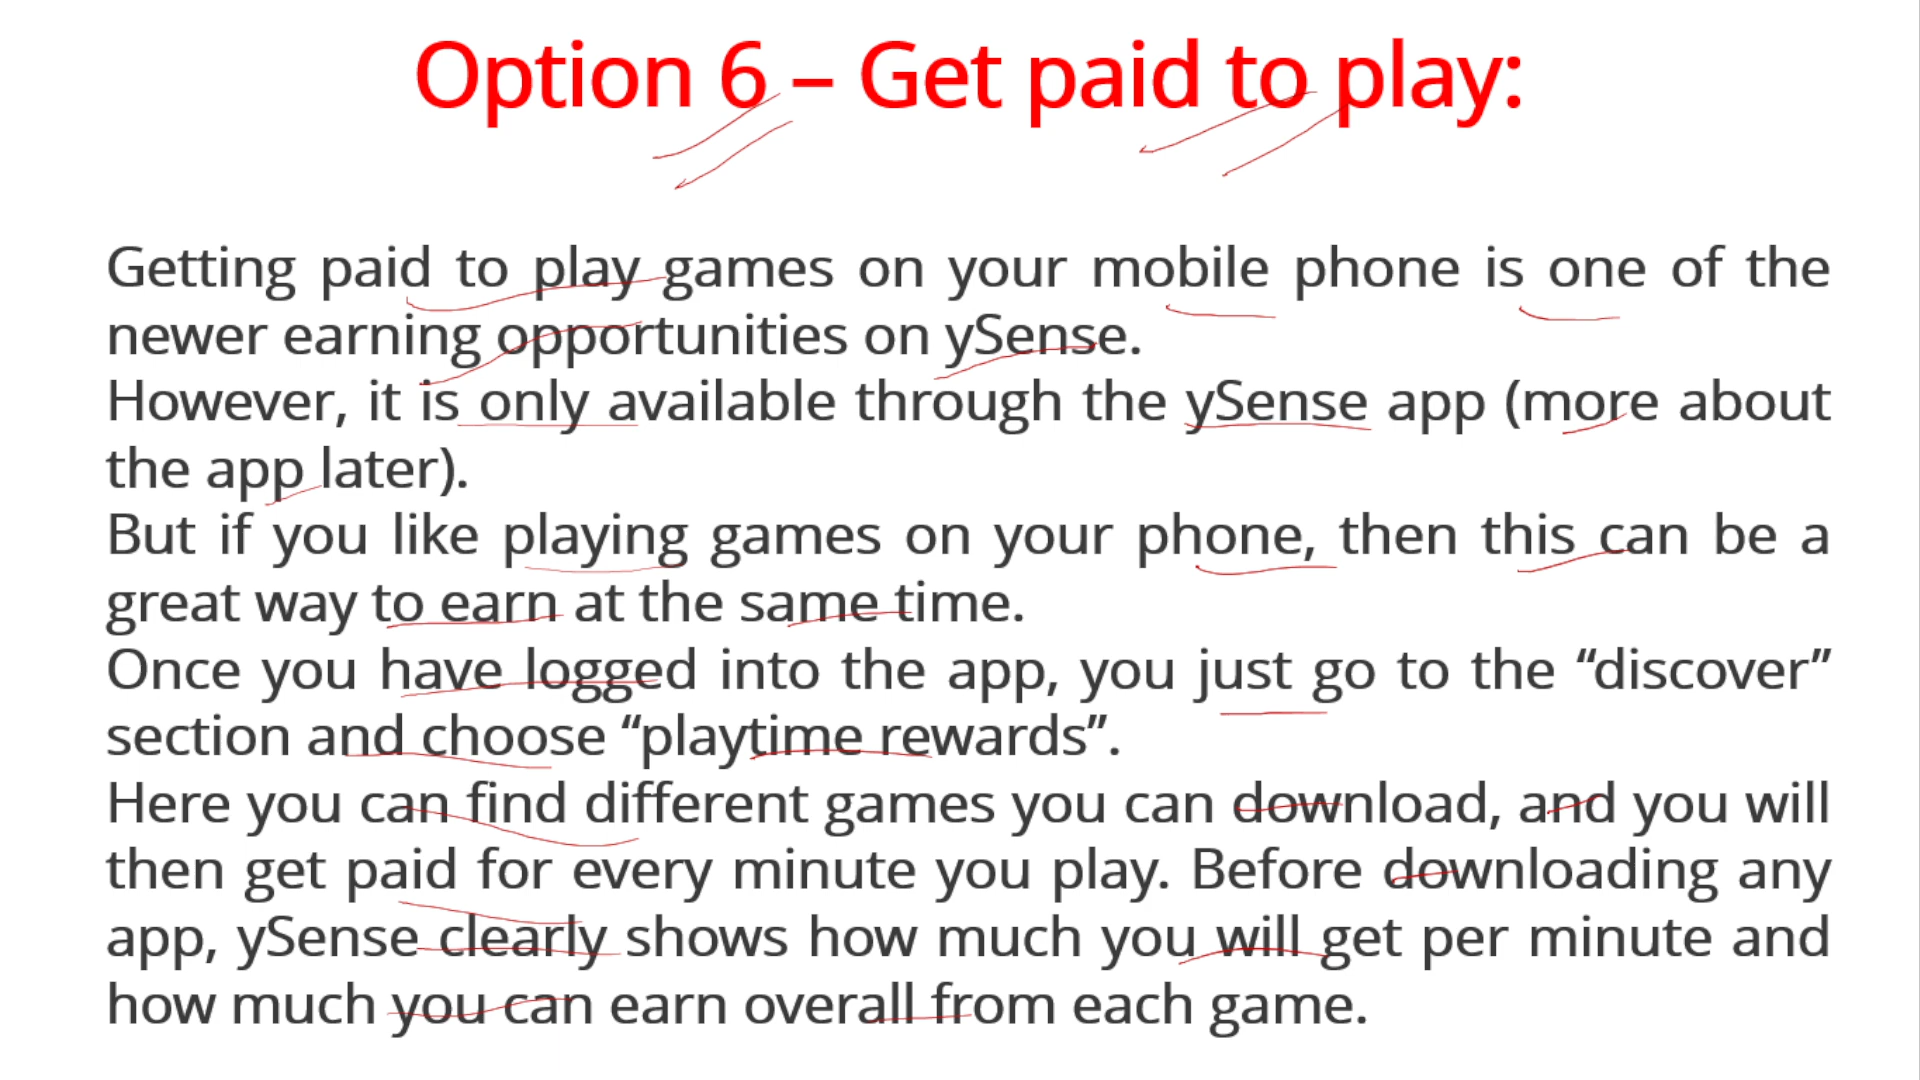 Option 6 – Get paid to play:
Getting paid to play games on your mobile phone is one of the
newer earning opportunities on ySense.
However, it is only available through the ySense app (more about
the app later).
But if you like playing games on your phone, then this can be a
great way to earn at the same time.
Once you have logged into the app, you just go to the “discover”
section and choose “playtime rewards”.
Here you can find different games you can download, and you will
then get paid for every minute you play. Before downloading any
app, ySense clearly shows how much you will get per minute and
how much you can earn overall from each game.